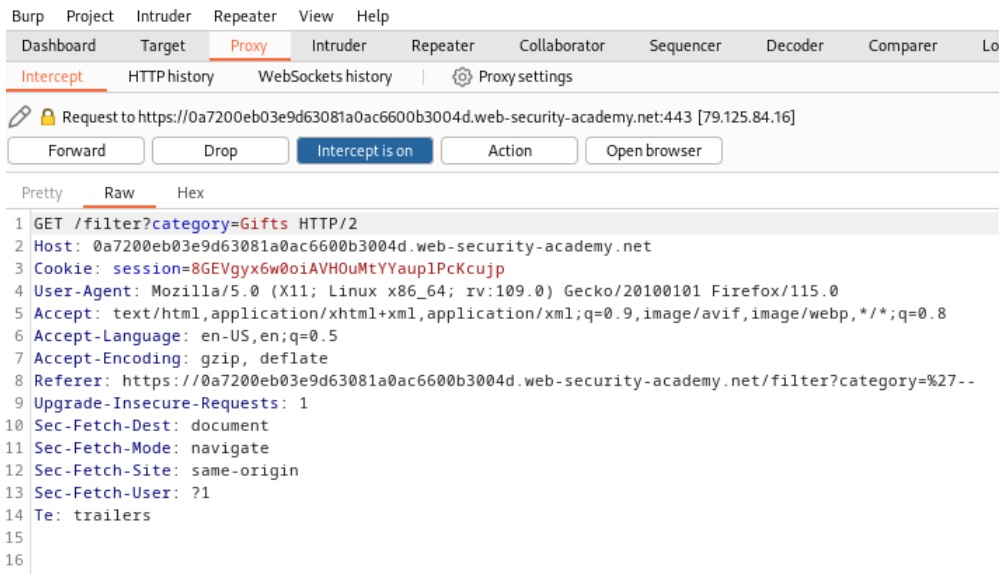 Burp Project Intruder Repeater View Help
Dashboard Target Proxy Intruder Repeater Collaborator Sequencer Decoder Comparer Lo
Intercept HTTP history WebSockets history Proxy settings
Request to https://0a7200eb03e9d63081a0ac6600b3004d.web-security-academy.net:443 [79.125.84.16]
Forward Drop Intercept is on Action Open browser
Pretty Raw Hex
1 GET /filter?category=Gifts HTTP/2
2 Host: 0a7200eb03e9d63081a0ac6600b3004d.web-security-academy.net
3 Cookie: session=8GEVgyx6w0oiAVHOuMtYYauplPcKcujp
4 User-Agent: Mozilla/5.0 (X11; Linux x86_64; rv:109.0) Gecko/20100101 Firefox/115.0
5 Accept: text/html,application/xhtml+xml,application/xml;q=0.9,image/avif,image/webp,*/*;q=0.8
6 Accept-Language: en-US,en;q=0.5
7 Accept-Encoding: gzip, deflate
8 Referer: https://0a7200eb03e9d63081a0ac6600b3004d.web-security-academy.net/filter?category=%27--
9 Upgrade-Insecure-Requests: 1
10 Sec-Fetch-Dest: document
11 Sec-Fetch-Mode: navigate
12 Sec-Fetch-Site: same-origin
13 Sec-Fetch-User: ?1
14 Te: trailers
15
16